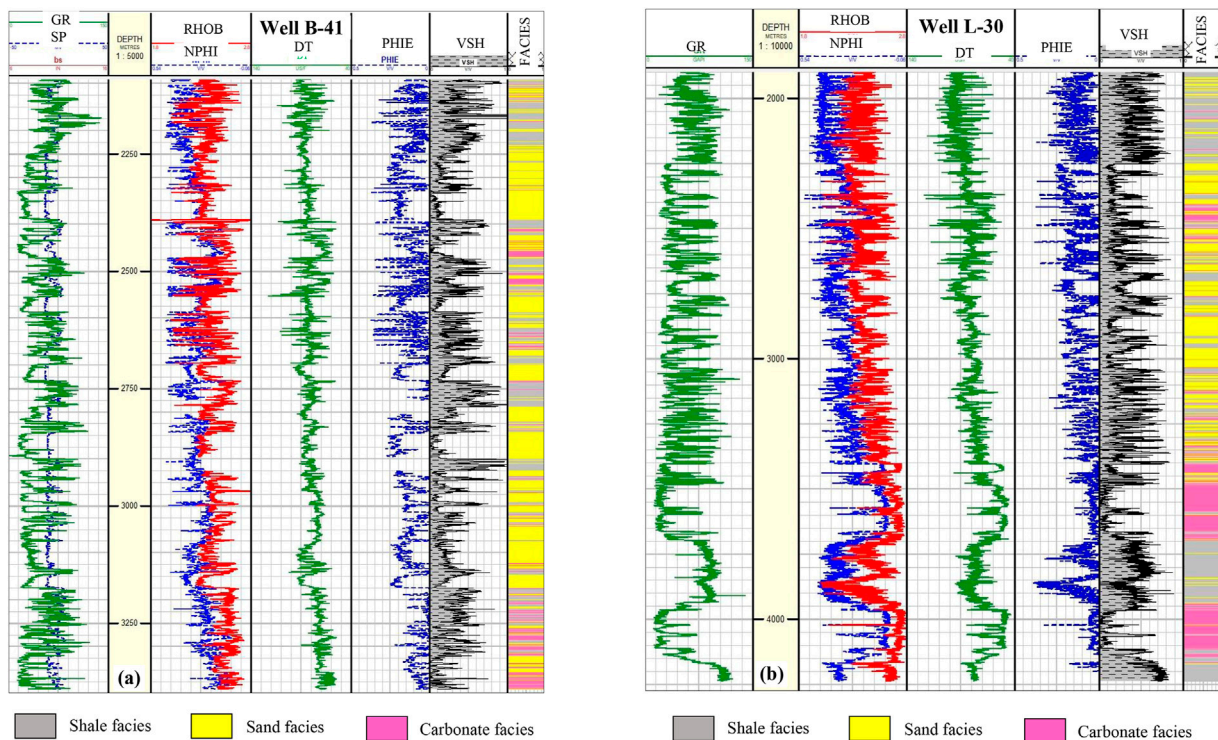 Well B-41
GR
SP
bs
DEPTH
METRES
1 : 5000
RHOB
NPHI
DT
PHIE
PHIE
VSH
VSH
FACIES
2250
2500
2750
3000
3250
(a)
Shale facies
Sand facies
Carbonate facies
Well L-30
GR
DEPTH
METRES
1 : 10000
RHOB
NPHI
DT
PHIE
VSH
VSH
FACIES
2000
3000
4000
(b)
Shale facies
Sand facies
Carbonate facies